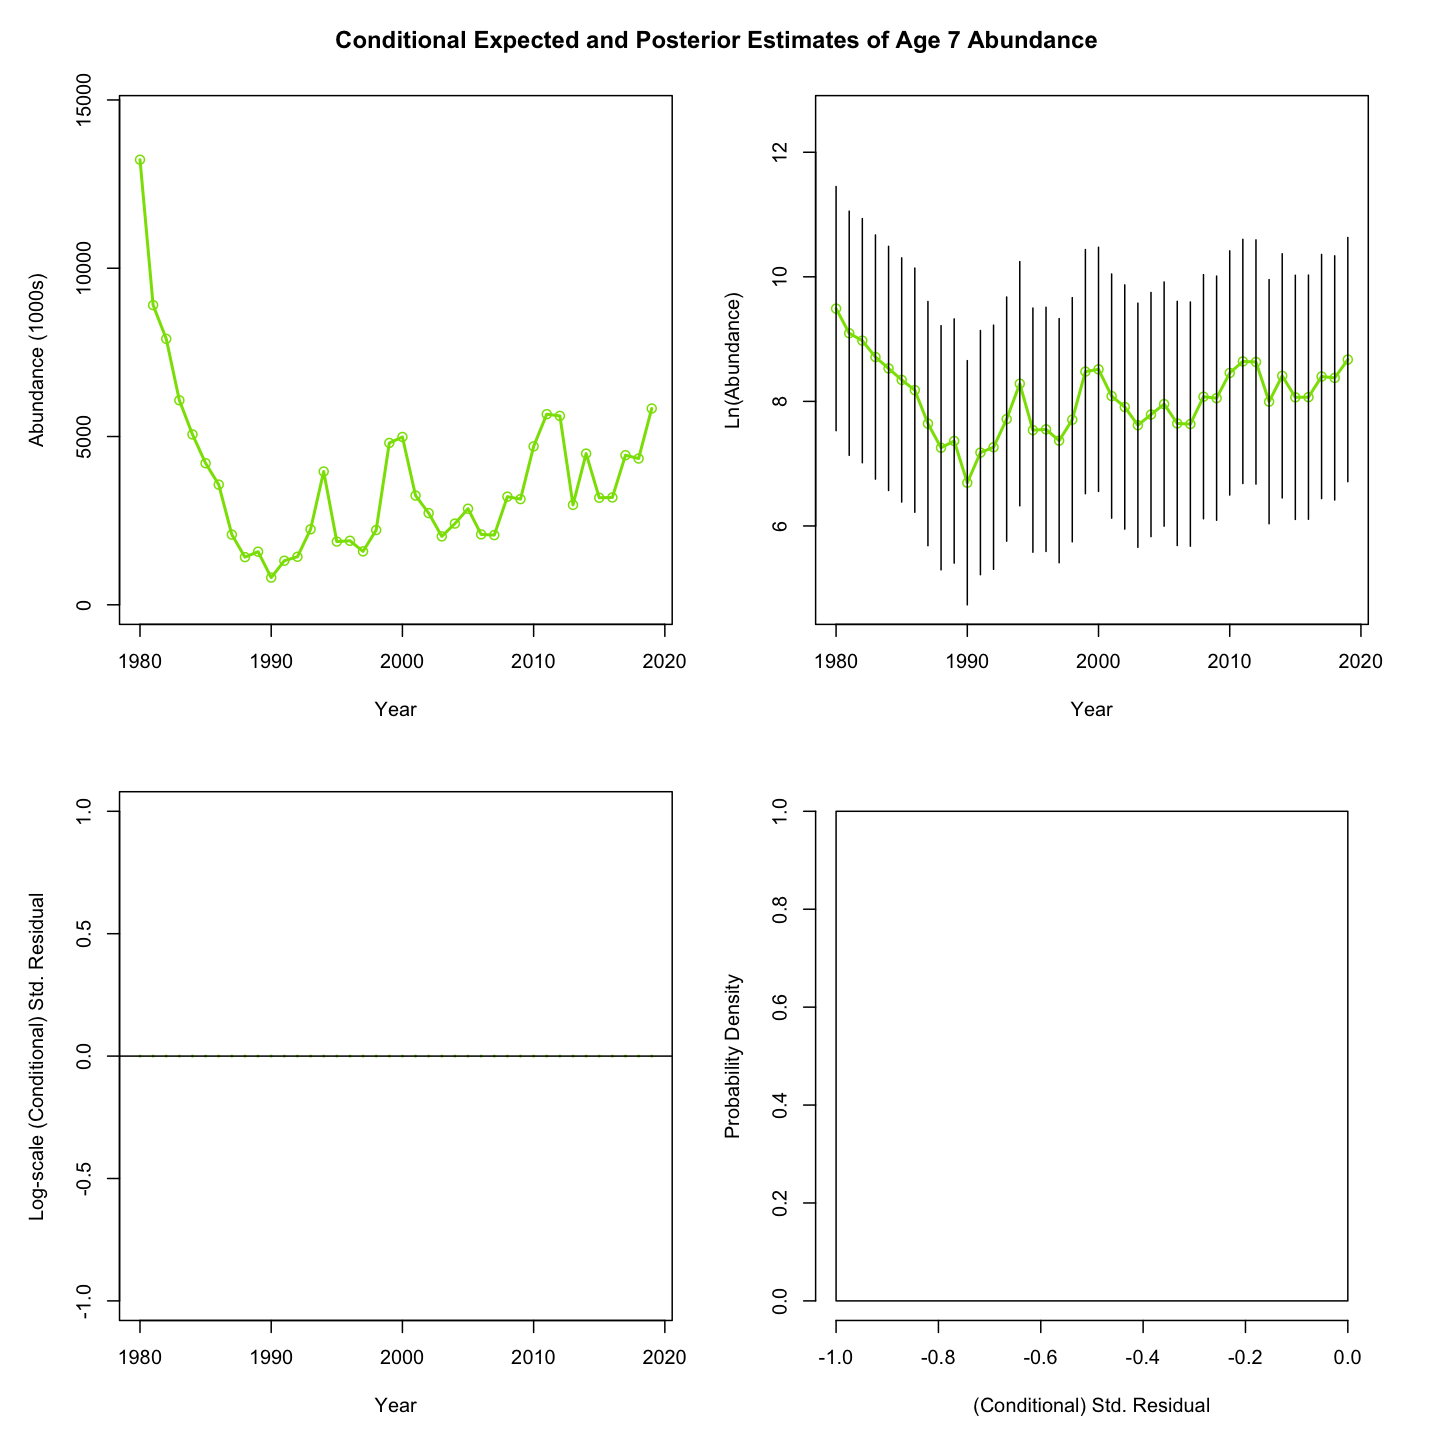 Conditional Expected and Posterior Estimates of Age 7 Abundance
Abundance (1000s)
15000
10000
5000
0
1980 1990 2000 2010 2020
Year
Ln(Abundance)
12
10
8
6
1980 1990 2000 2010 2020
Year
Log-scale (Conditional) Std. Residual
1.0
0.5
0.0
-0.5
-1.0
1980 1990 2000 2010 2020
Year
Probability Density
1.0
0.8
0.6
0.4
0.2
0.0
-1.0 -0.8 -0.6 -0.4 -0.2 0.0
(Conditional) Std. Residual